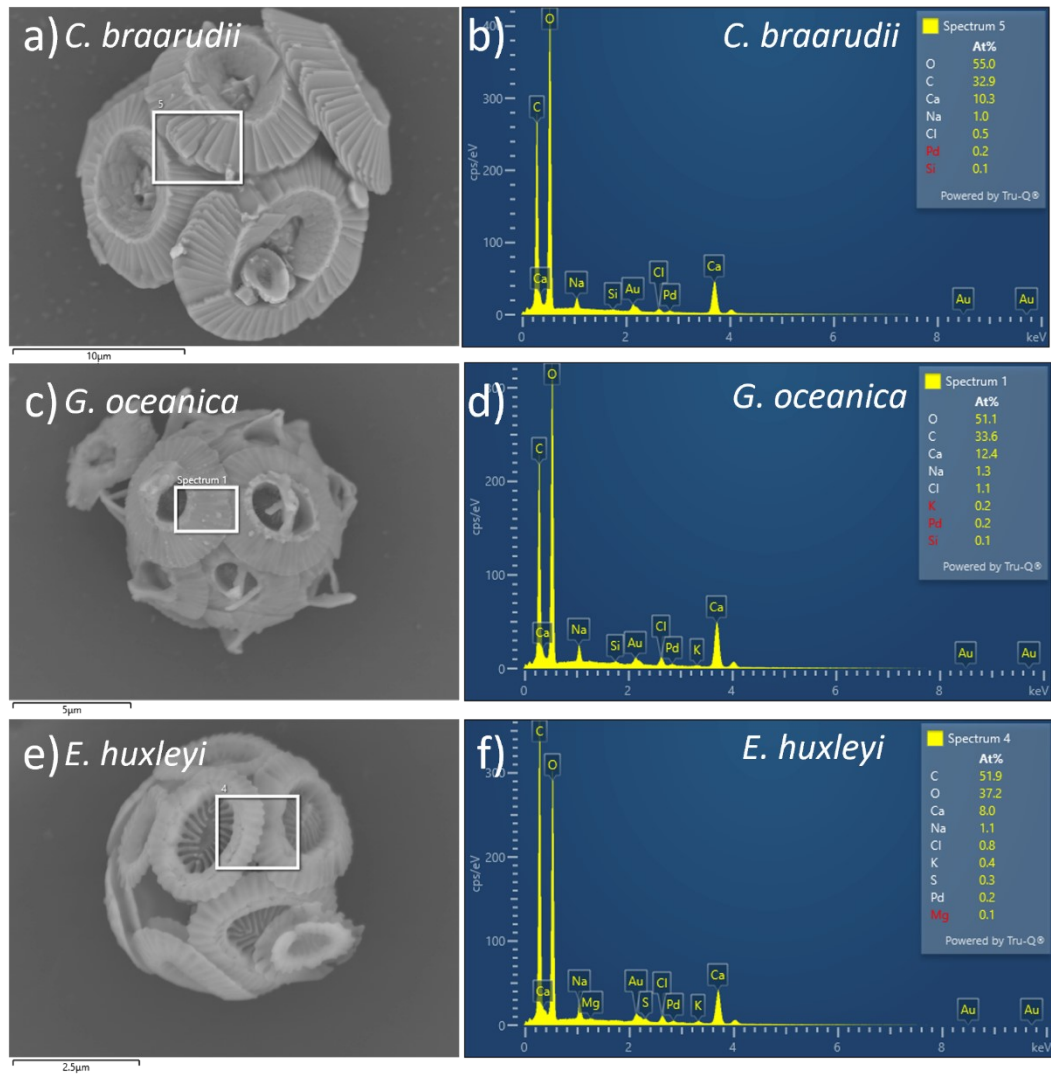 a) C. braarudii
5
10μm
b) C. braarudii
cps/eV
400
300
200
100
0
O
C
Ca
Na
Si
Au
Cl
Pd
Ca
Au
Au
2
4
6
8
keV
Spectrum 5
At%
O 55.0
C 32.9
Ca 10.3
Na 1.0
Cl 0.5
Pd 0.2
Si 0.1
Powered by Tru-Q®
c) G. oceanica
Spectrum 1
5μm
d) G. oceanica
cps/eV
300
200
100
0
O
C
Ca
Na
Si
Au
Cl
Pd
K
Ca
Au
Au
0
2
4
6
8
keV
Spectrum 1
At%
O 51.1
C 33.6
Ca 12.4
Na 1.3
Cl 1.1
K 0.2
Pd 0.2
Si 0.1
Powered by Tru-Q®
e) E. huxleyi
4
2.5μm
f) E. huxleyi
cps/eV
300
200
100
0
C
O
Ca
Na
Mg
Au
S
Cl
Pd
K
Ca
Au
Au
0
2
4
6
8
keV
Spectrum 4
At%
C 51.9
O 37.2
Ca 8.0
Na 1.1
Cl 0.8
K 0.4
S 0.3
Pd 0.2
Mg 0.1
Powered by Tru-Q®